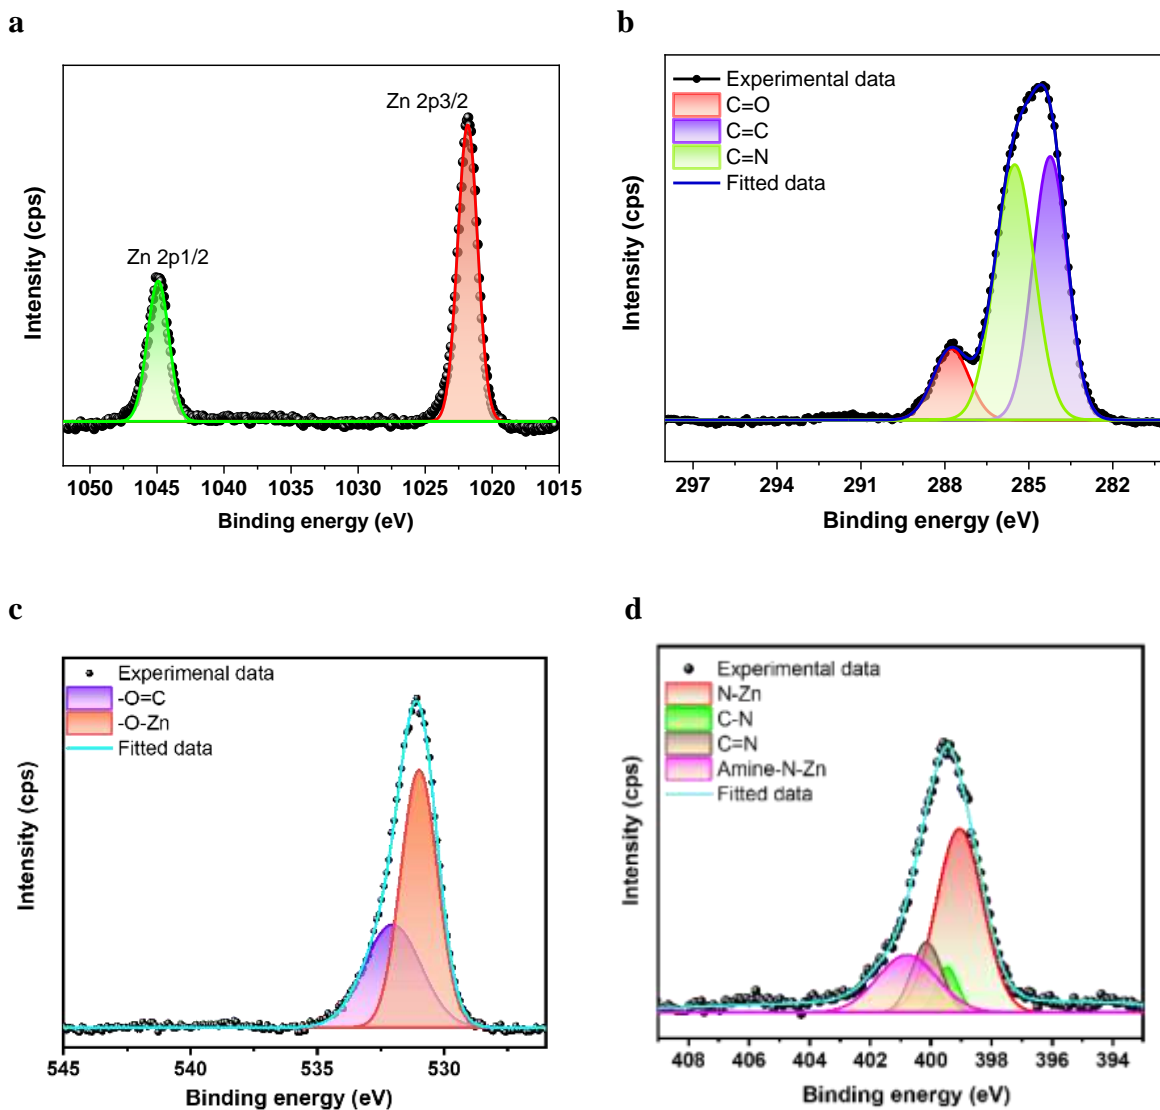 a
Zn 2p3/2
Zn 2p1/2
Intensity (cps)
1050 1045 1040 1035 1030 1025 1020 1015
Binding energy (eV)
b
Experimental data
C=O
C=C
C=N
Fitted data
Intensity (cps)
297 294 291 288 285 282
Binding energy (eV)
c
Experimenal data
-O=C
-O-Zn
Fitted data
Intensity (cps)
545 540 535 530
Binding energy (eV)
d
Experimental data
N-Zn
C-N
C=N
Amine-N-Zn
Fitted data
Intensity (cps)
408 406 404 402 400 398 396 394
Binding energy (eV)